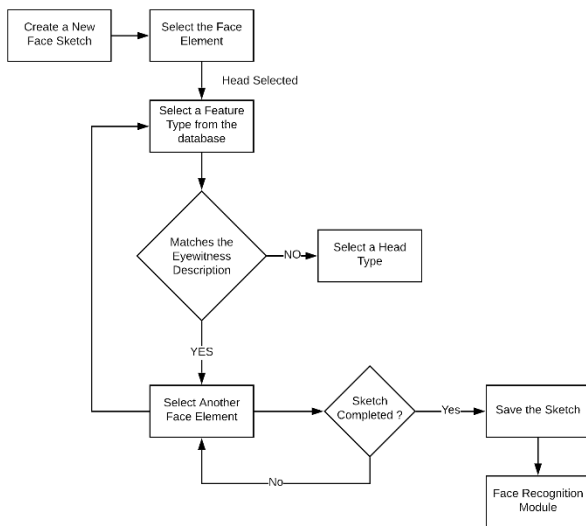 Create a New
Face Sketch
Select the Face
Element
Head Selected
Select a Feature
Type from the
database
Matches the
Eyewitness
Description
NO
Select a Head
Type
YES
Select Another
Face Element
Sketch
Completed ?
Yes
Save the Sketch
No
Face Recognition
Module